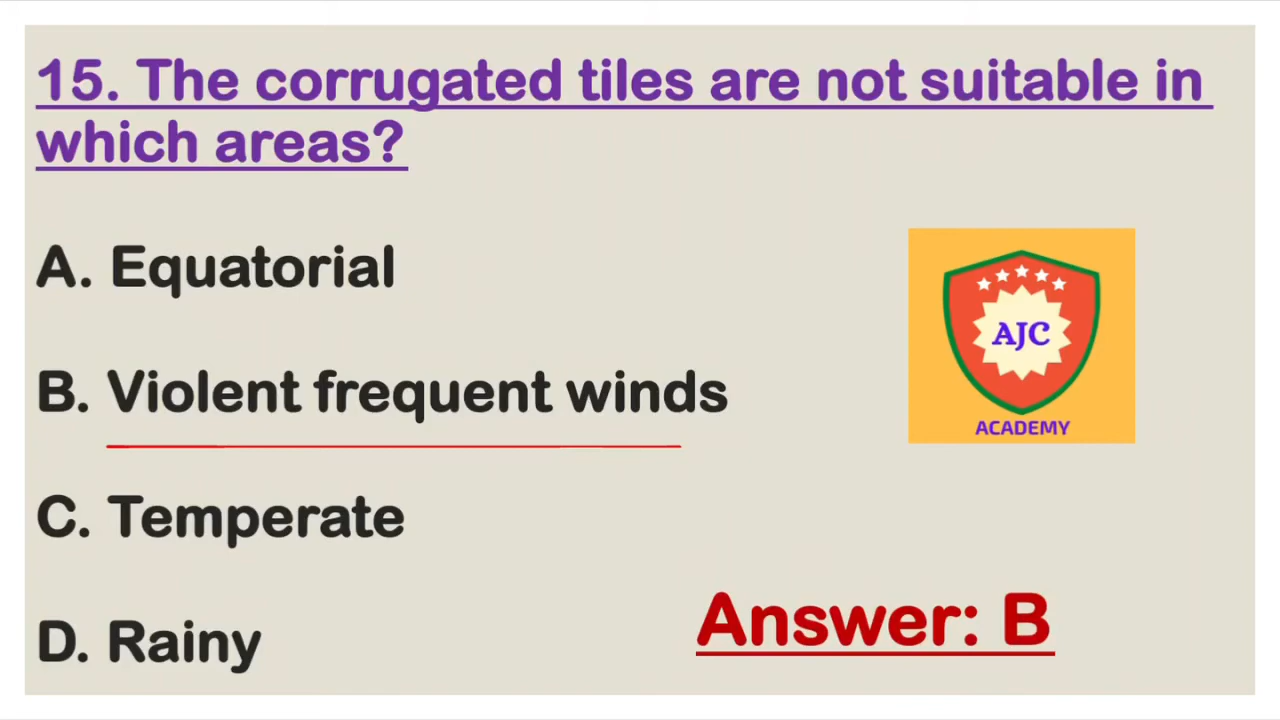 15. The corrugated tiles are not suitable in
which areas?
A. Equatorial
B. Violent frequent winds
C. Temperate
D. Rainy
AJC
ACADEMY
Answer: B